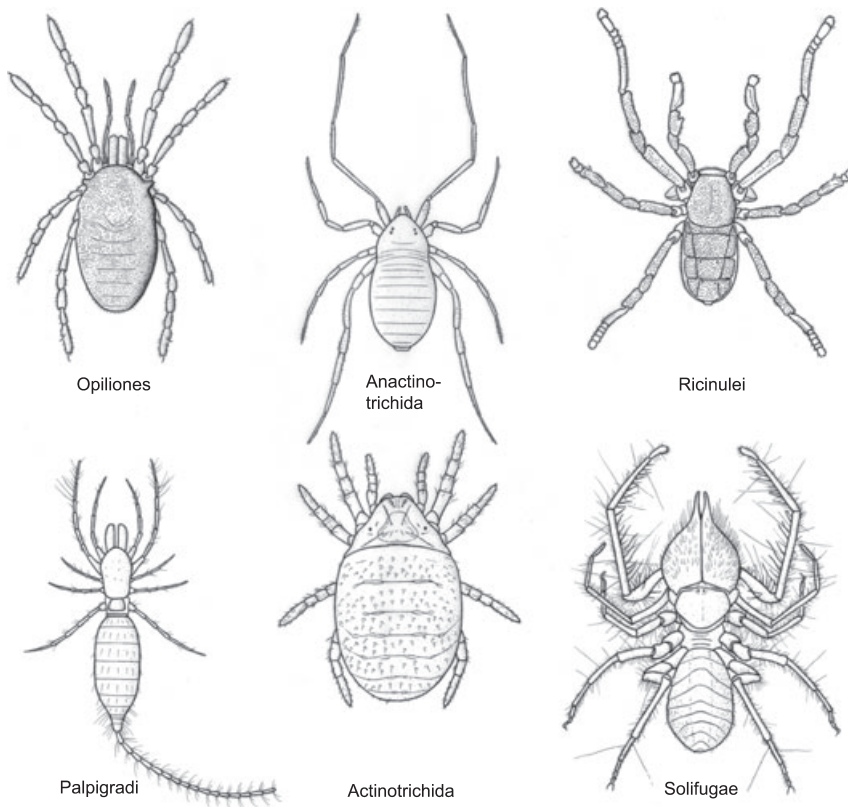 Opiliones
Anactino-
trichida
Ricinulei
Palpigradi
Actinotrichida
Solifugae